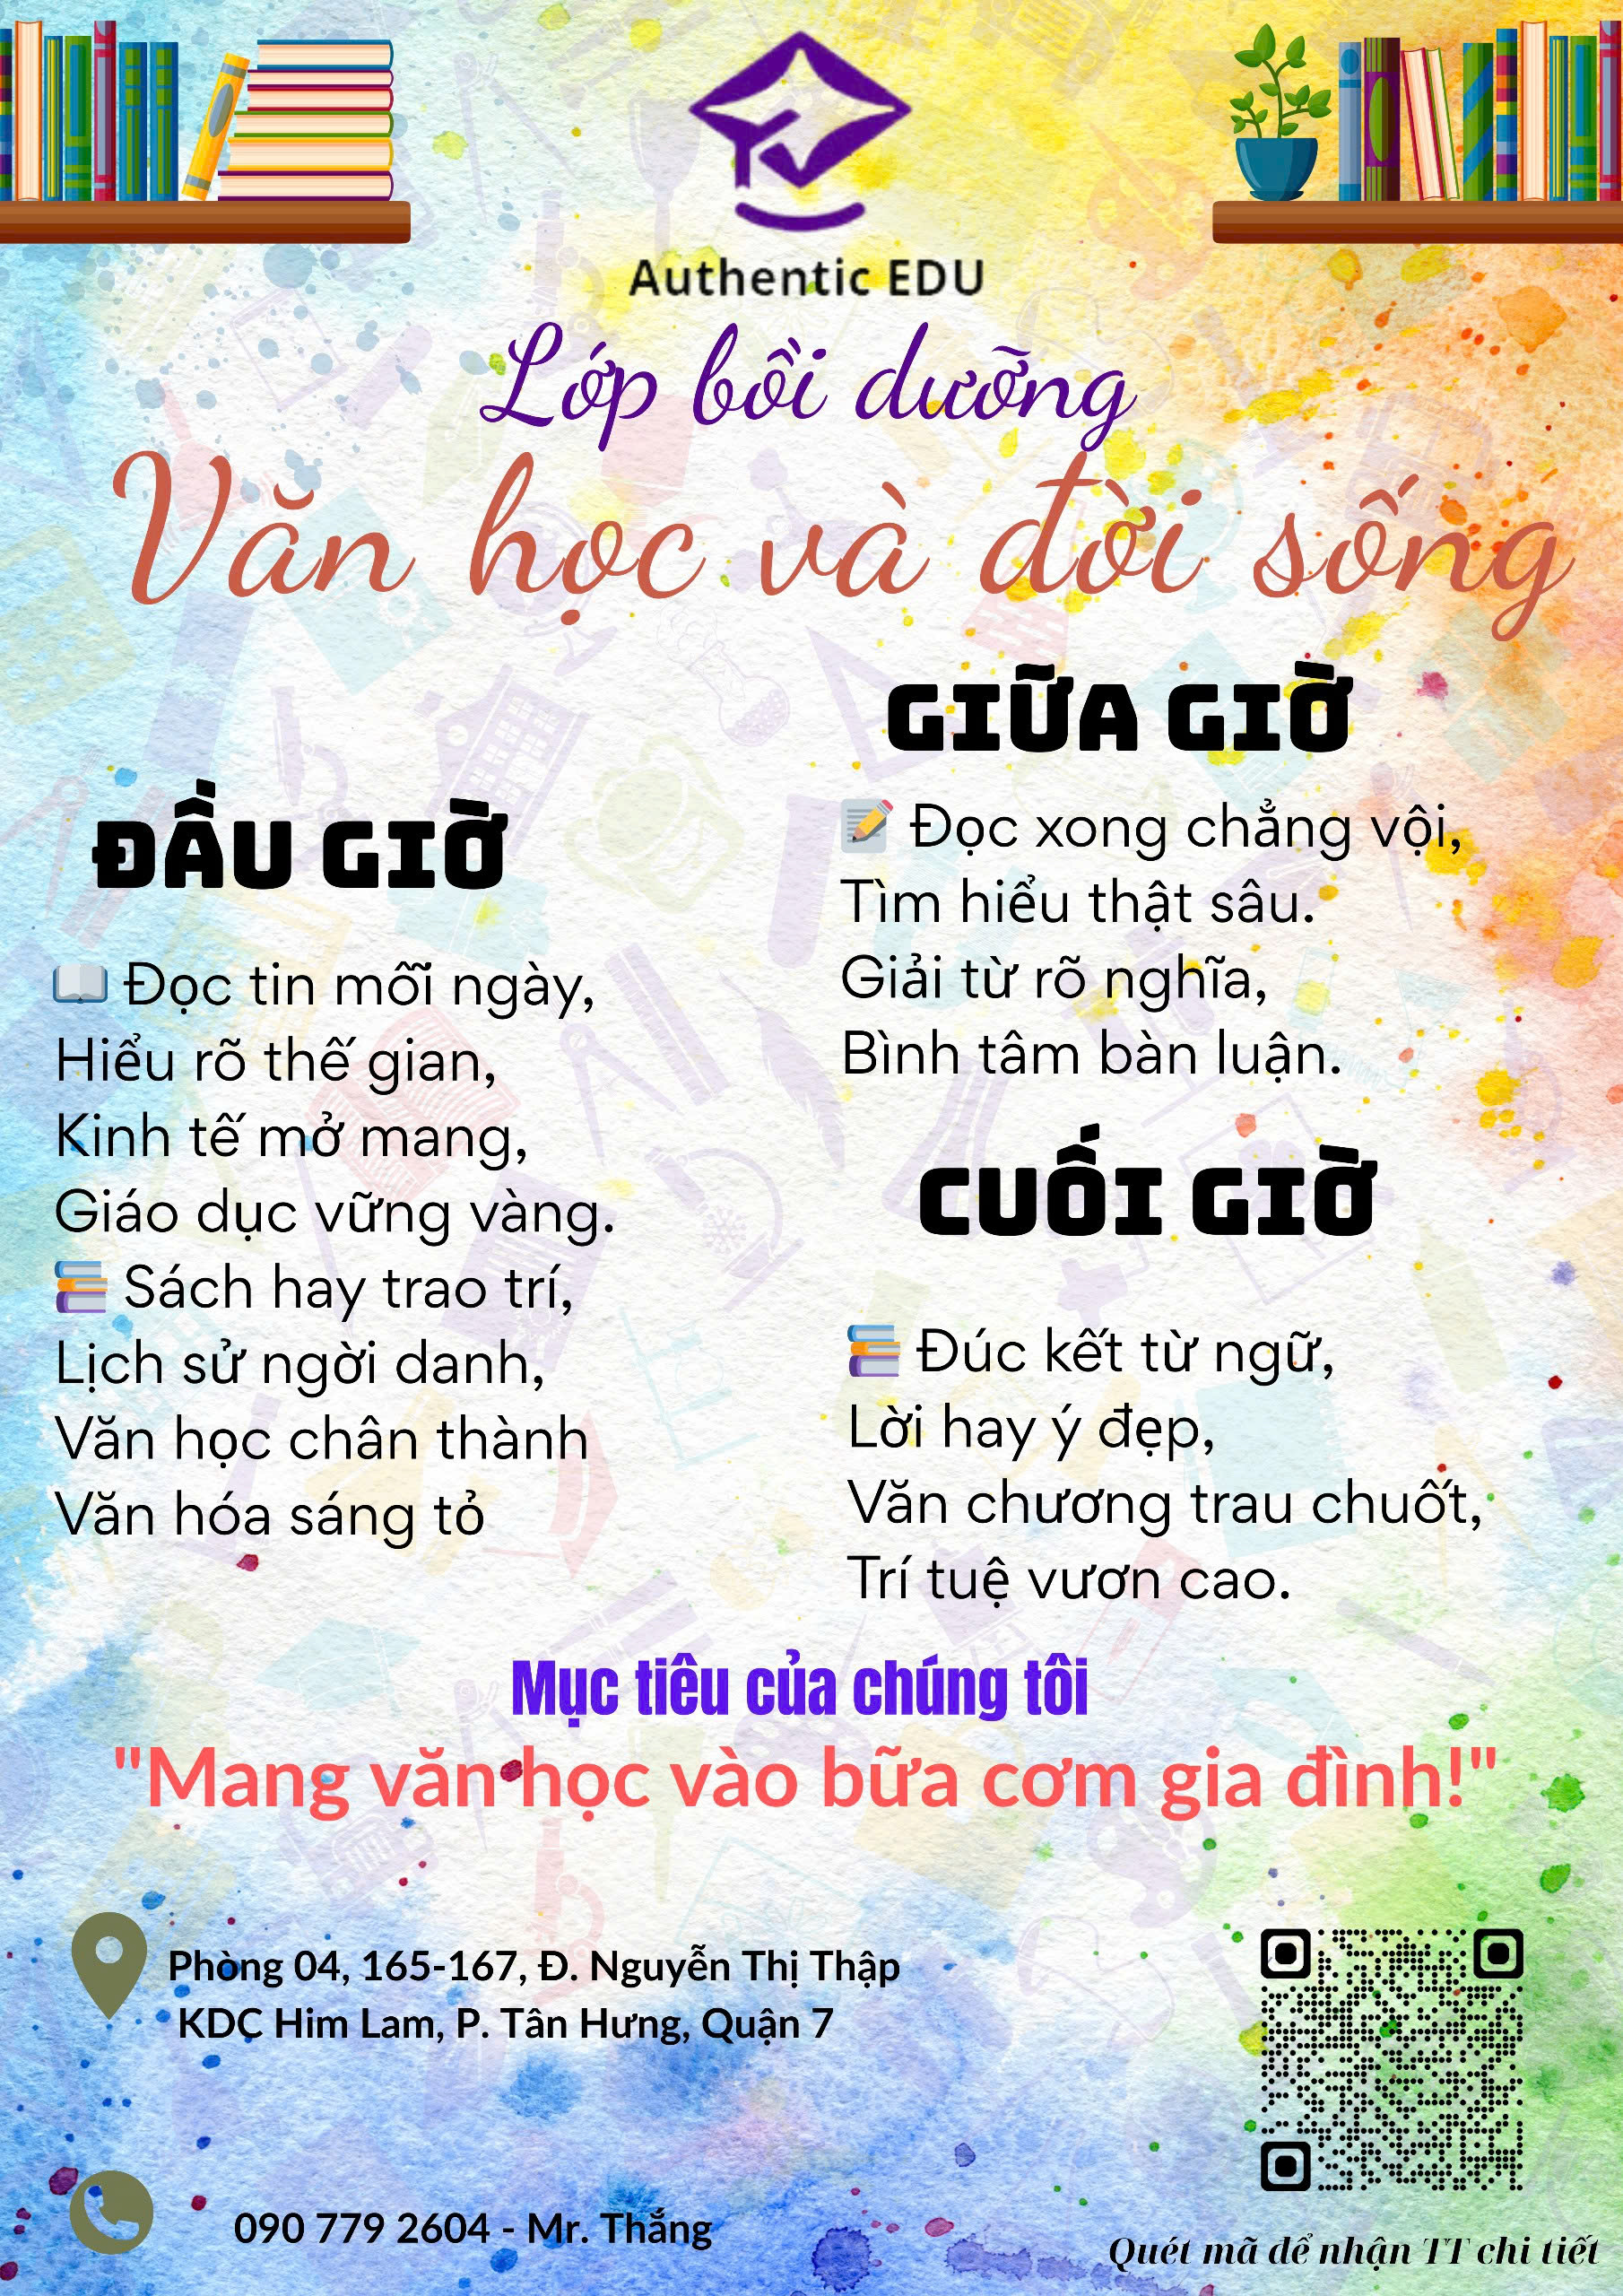 Authentic EDU
Lớp bồi dưỡng
Văn học và đời sống
ĐẦU GIỜ
📖 Đọc tin mỗi ngày,
Hiểu rõ thế gian,
Kinh tế mở mang,
Giáo dục vững vàng.
📚 Sách hay trao trí,
Lịch sử ngời danh,
Văn học chân thành
Văn hóa sáng tỏ
GIỮA GIỜ
📝 Đọc xong chẳng vội,
Tìm hiểu thật sâu.
Giải từ rõ nghĩa,
Bình tâm bàn luận.
CUỐI GIỜ
📚 Đúc kết từ ngữ,
Lời hay ý đẹp,
Văn chương trau chuốt,
Trí tuệ vươn cao.
Mục tiêu của chúng tôi
"Mang văn học vào bữa cơm gia đình!"
Phòng 04, 165-167, Đ. Nguyễn Thị Thập
KDC Him Lam, P. Tân Hưng, Quận 7
090 779 2604 - Mr. Thắng
Quét mã để nhận TT chi tiết